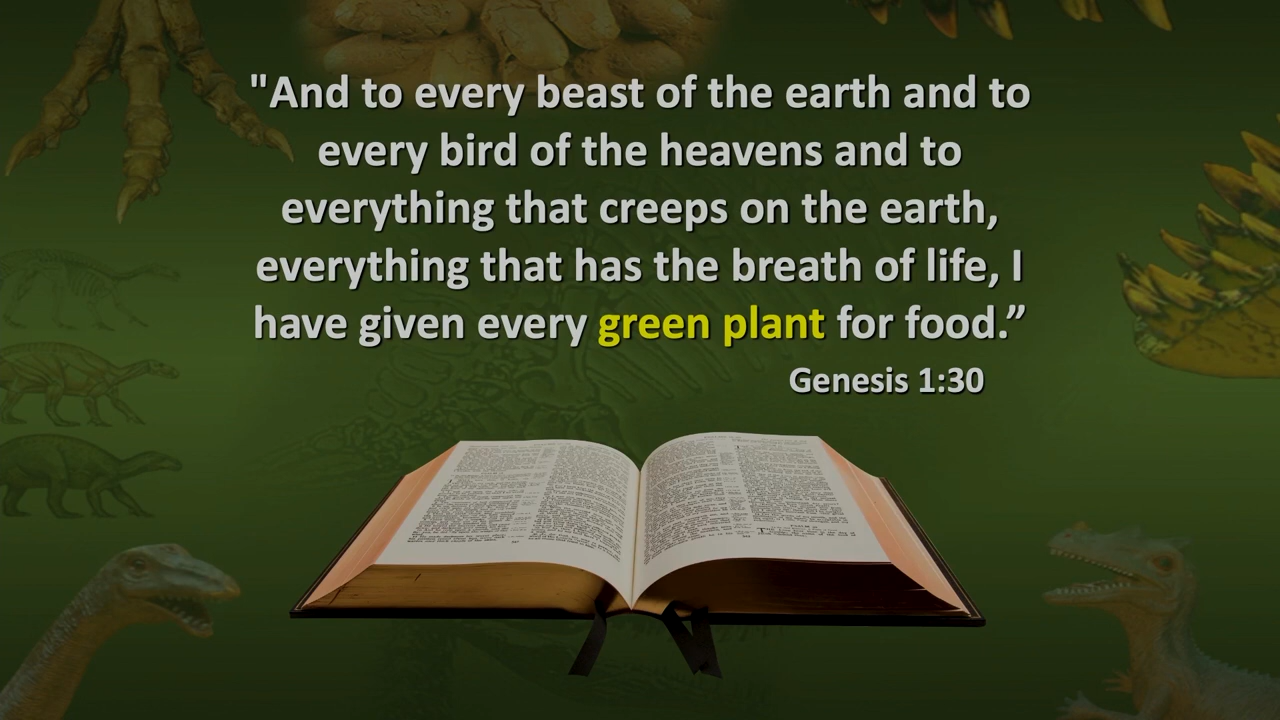 "And to every beast of the earth and to
every bird of the heavens and to
everything that creeps on the earth,
everything that has the breath of life, I
have given every green plant for food.”
Genesis 1:30